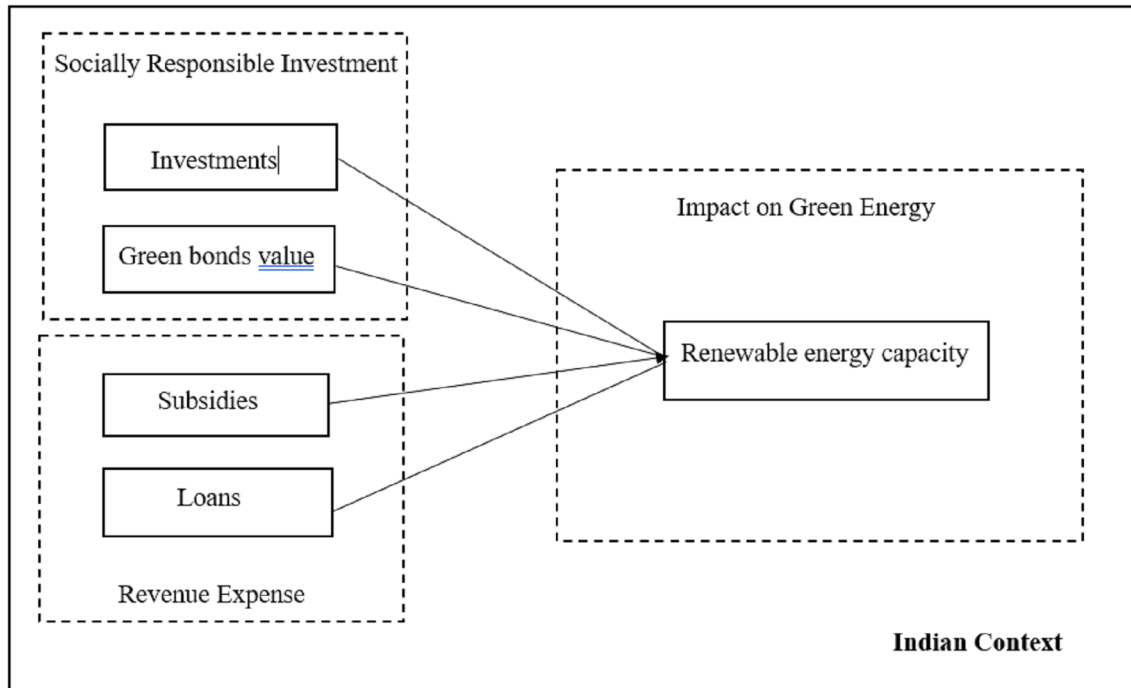 Socially Responsible Investment
Investments
Green bonds value
Subsidies
Loans
Revenue Expense
Impact on Green Energy
Renewable energy capacity
Indian Context